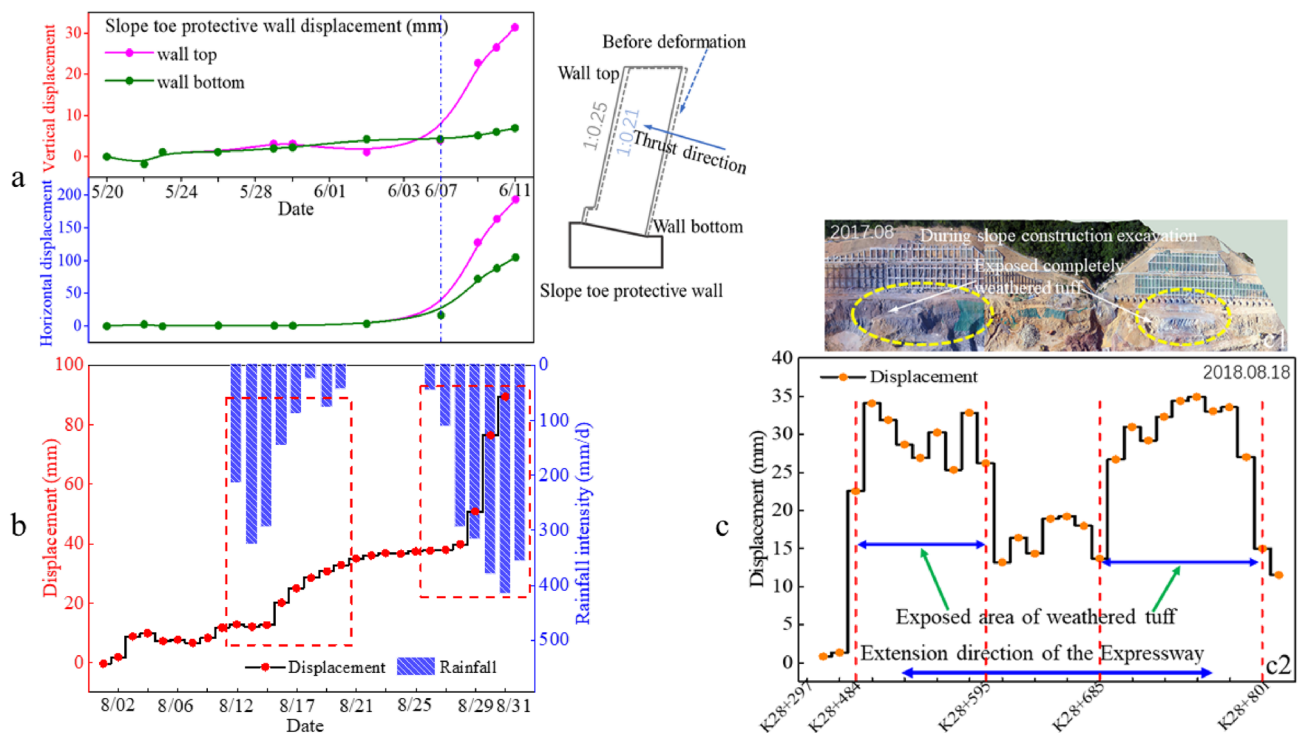 a
Slope toe protective wall displacement (mm)
wall top
wall bottom
Vertical displacement
30
20
10
0
5/20 5/24 5/28 6/01 6/03 6/07 6/11
Date
Horizontal displacement
200
150
100
50
0
Before deformation
Wall top
1:0.25
1:0.21
Thrust direction
Wall bottom
Slope toe protective wall
b
Displacement (mm)
100
80
60
40
20
0
Rainfall intensity (mm/d)
0
100
200
300
400
500
Displacement
Rainfall
8/02 8/06 8/12 8/17 8/21 8/25 8/29 8/31
Date
2017.08
During slope construction excavation
Exposed completely
weathered tuff
c1
c
Displacement (mm)
40
35
30
25
20
15
10
5
0
Displacement
2018.08.18
Exposed area of weathered tuff
Extension direction of the Expressway
c2
K28+297 K28+484 K28+595 K28+685 K28+801